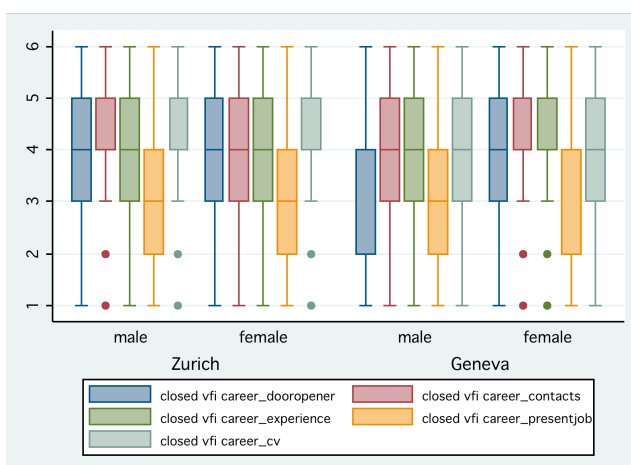 6
5
4
3
2
1
male female male female
Zurich Geneva
closed vfi career_dooropener closed vfi career_contacts
closed vfi career_experience closed vfi career_presentjob
closed vfi career_cv